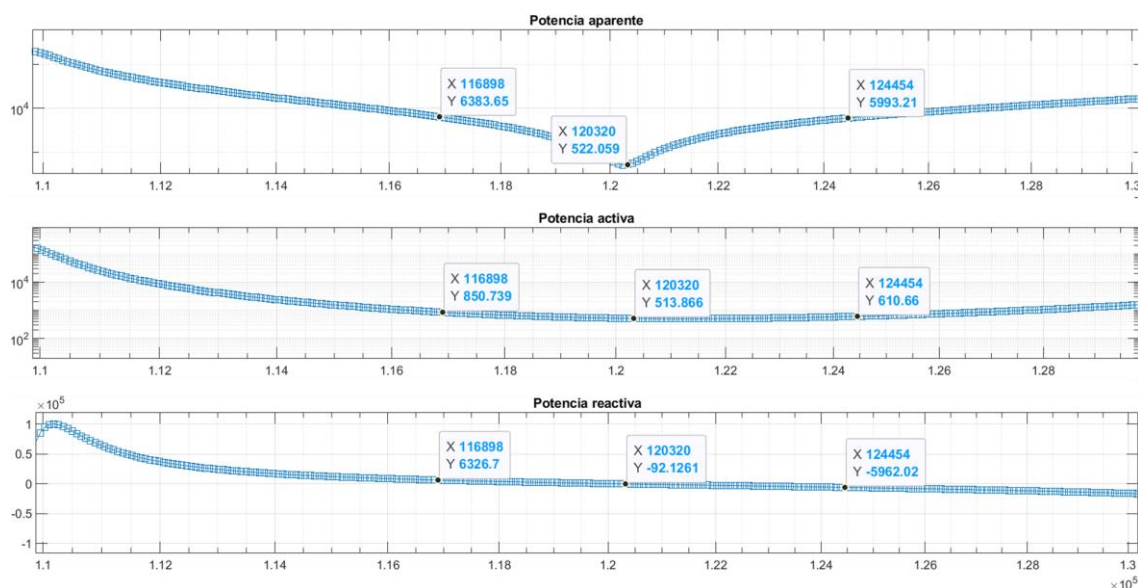 Potencia aparente
X 116898
Y 6383.65
X 124454
Y 5993.21
10^4
X 120320
Y 522.059
1.1 1.12 1.14 1.16 1.18 1.2 1.22 1.24 1.26 1.28 1.3
Potencia activa
X 116898
Y 850.739
X 120320
Y 513.866
X 124454
Y 610.66
10^4
10^2
1.1 1.12 1.14 1.16 1.18 1.2 1.22 1.24 1.26 1.28
×10^5
Potencia reactiva
1
0.5
0
-0.5
-1
X 116898
Y 6326.7
X 120320
Y -92.1261
X 124454
Y -5962.02
1.1 1.12 1.14 1.16 1.18 1.2 1.22 1.24 1.26 1.28 1.3
×10^5